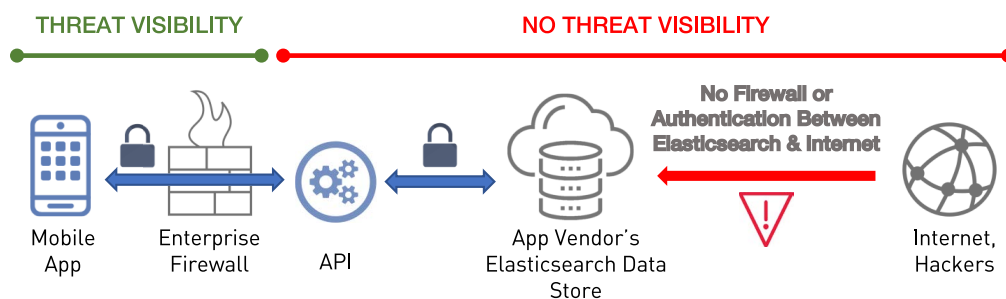 THREAT VISIBILITY
NO THREAT VISIBILITY
No Firewall or
Authentication Between
Elasticsearch & Internet
Mobile
App
Enterprise
Firewall
API
App Vendor's
Elasticsearch Data
Store
Internet,
Hackers